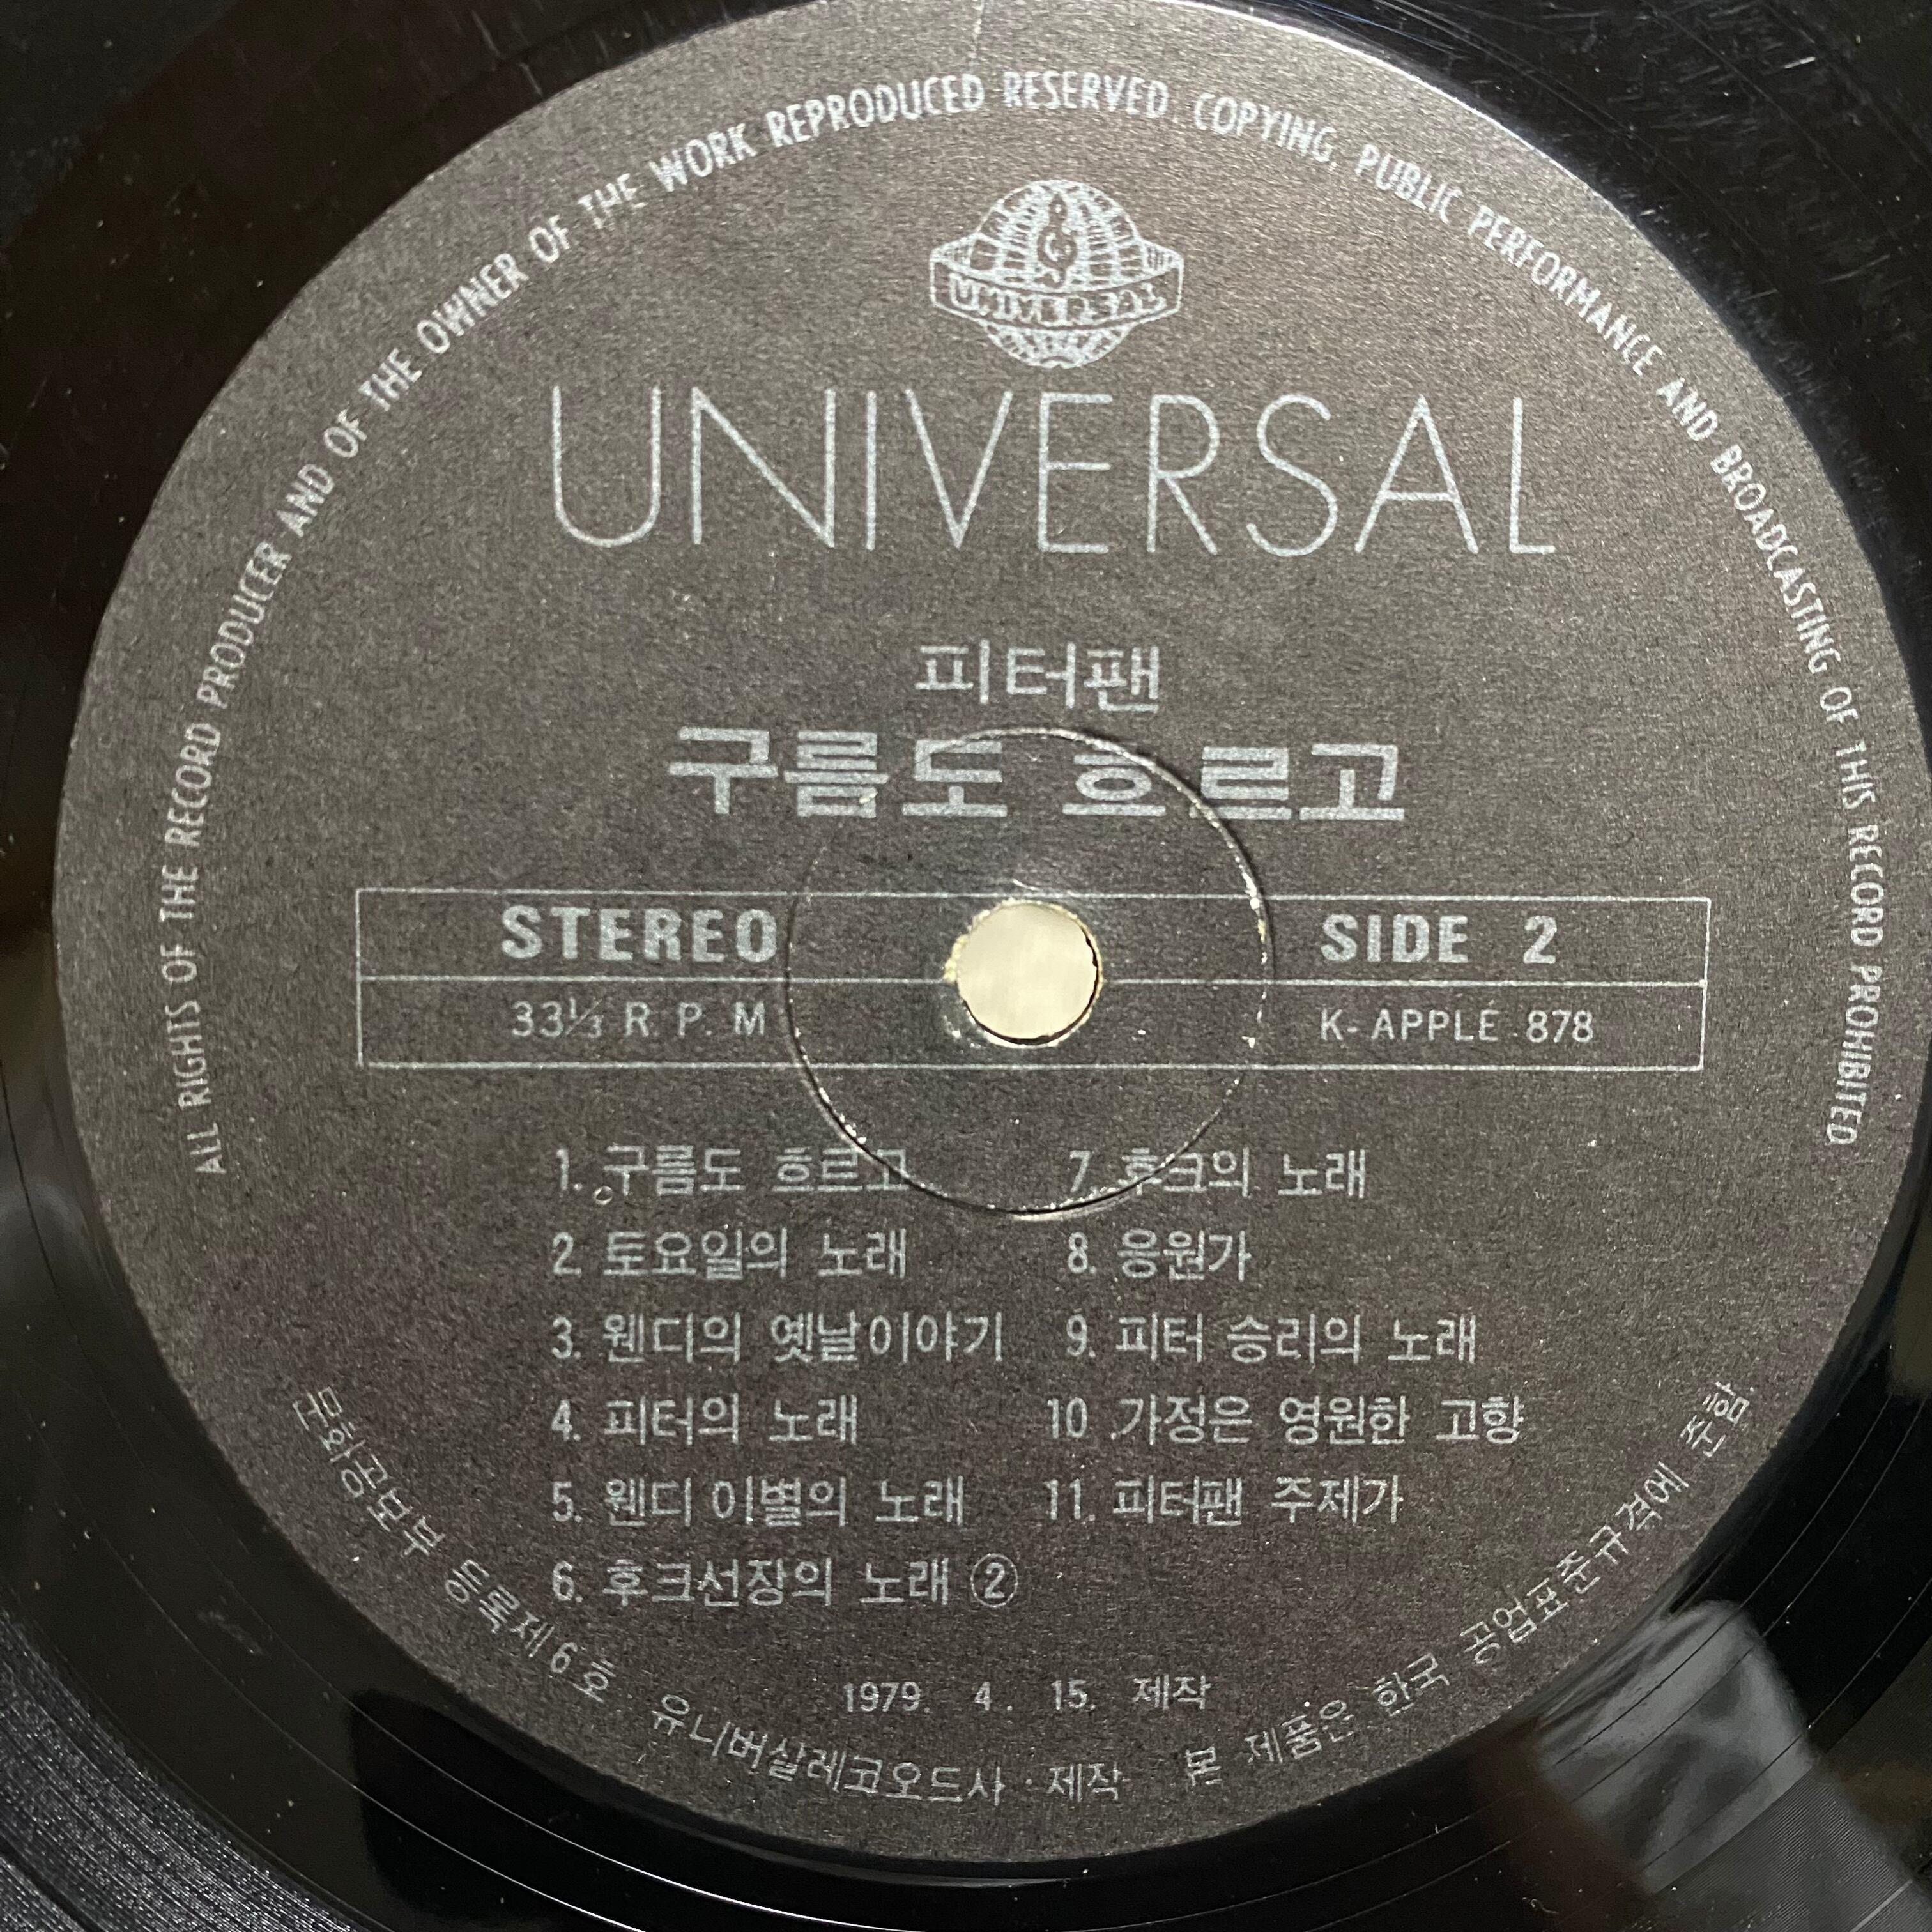 ALL RIGHTS OF THE RECORD PRODUCER AND OF THE OWNER OF THE WORK REPRODUCED RESERVED. COPYING, PUBLIC PERFORMANCE AND BROADCASTING OF THIS RECORD PROHIBITED
UNIVERSAL
UNIVERSAL
피터팬
구름도 흐르고
STEREO SIDE 2
33⅓ R. P. M K-APPLE-878
1. 구름도 흐르고
2. 토요일의 노래
3. 웬디의 옛날이야기
4. 피터의 노래
5. 웬디 이별의 노래
6. 후크선장의 노래 ②
7. 후크의 노래
8. 응원가
9. 피터 승리의 노래
10. 가정은 영원한 고향
11. 피터팬 주제가
1979. 4. 15. 제작
문화공보부 등록제6호 유니버살레코오드사·제작 본 제품은 한국 공업표준규격에 준함.